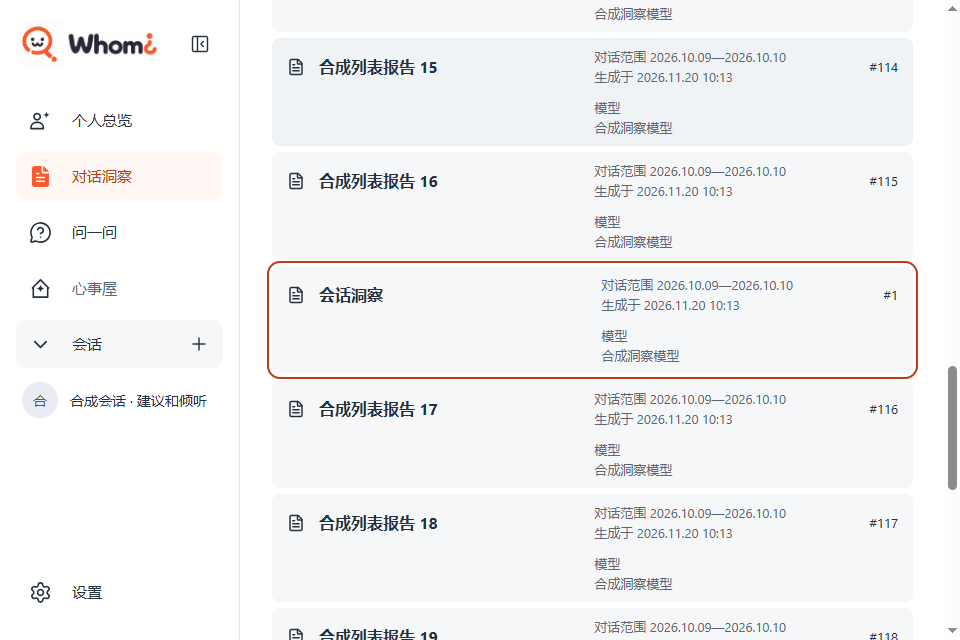 Whomi
个人总览
对话洞察
问一问
心事屋
会话
合
合成会话 · 建议和倾听
设置
合成洞察模型
合成列表报告 15
对话范围 2026.10.09—2026.10.10
生成于 2026.11.20 10:13
#114
模型
合成洞察模型
合成列表报告 16
对话范围 2026.10.09—2026.10.10
生成于 2026.11.20 10:13
#115
模型
合成洞察模型
会话洞察
对话范围 2026.10.09—2026.10.10
生成于 2026.11.20 10:13
#1
模型
合成洞察模型
合成列表报告 17
对话范围 2026.10.09—2026.10.10
生成于 2026.11.20 10:13
#116
模型
合成洞察模型
合成列表报告 18
对话范围 2026.10.09—2026.10.10
生成于 2026.11.20 10:13
#117
模型
合成洞察模型
合成列表报告 19
对话范围 2026.10.09—2026.10.10
#118